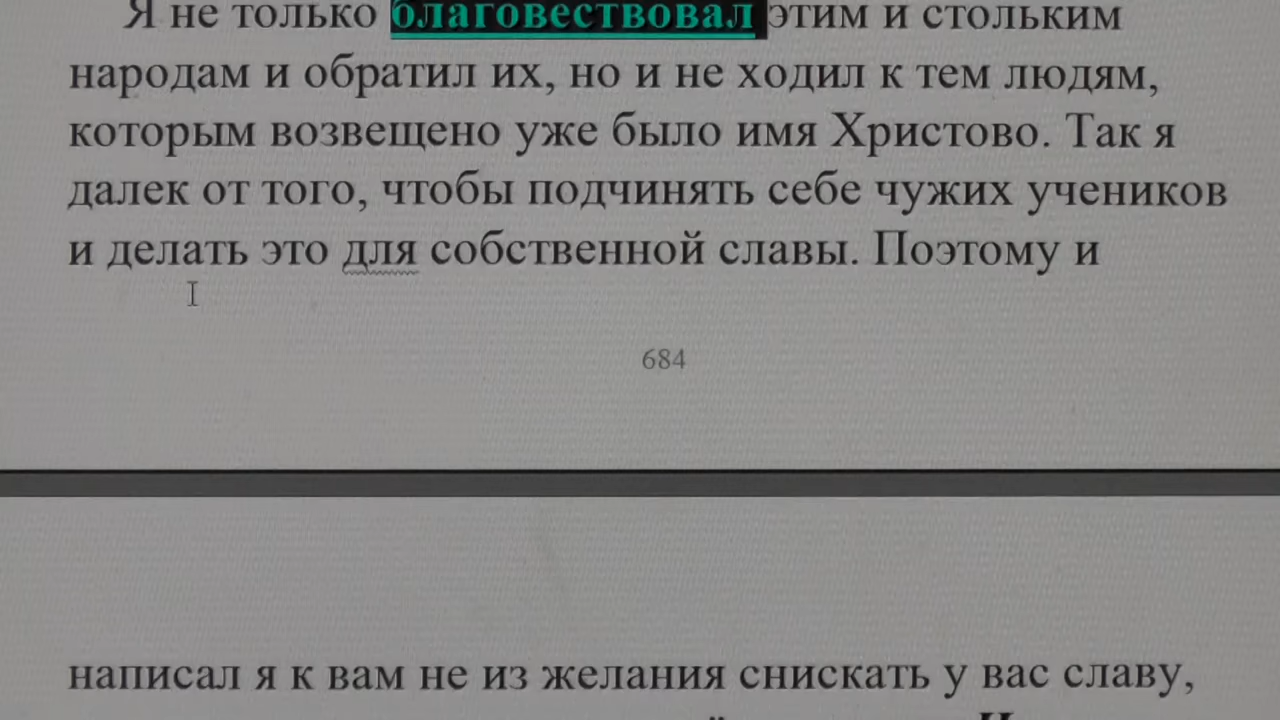 Я не только благовествовал этим и стольким
народам и обратил их, но и не ходил к тем людям,
которым возвещено уже было имя Христово. Так я
далек от того, чтобы подчинять себе чужих учеников
и делать это для собственной славы. Поэтому и
684
написал я к вам не из желания снискать у вас славу,